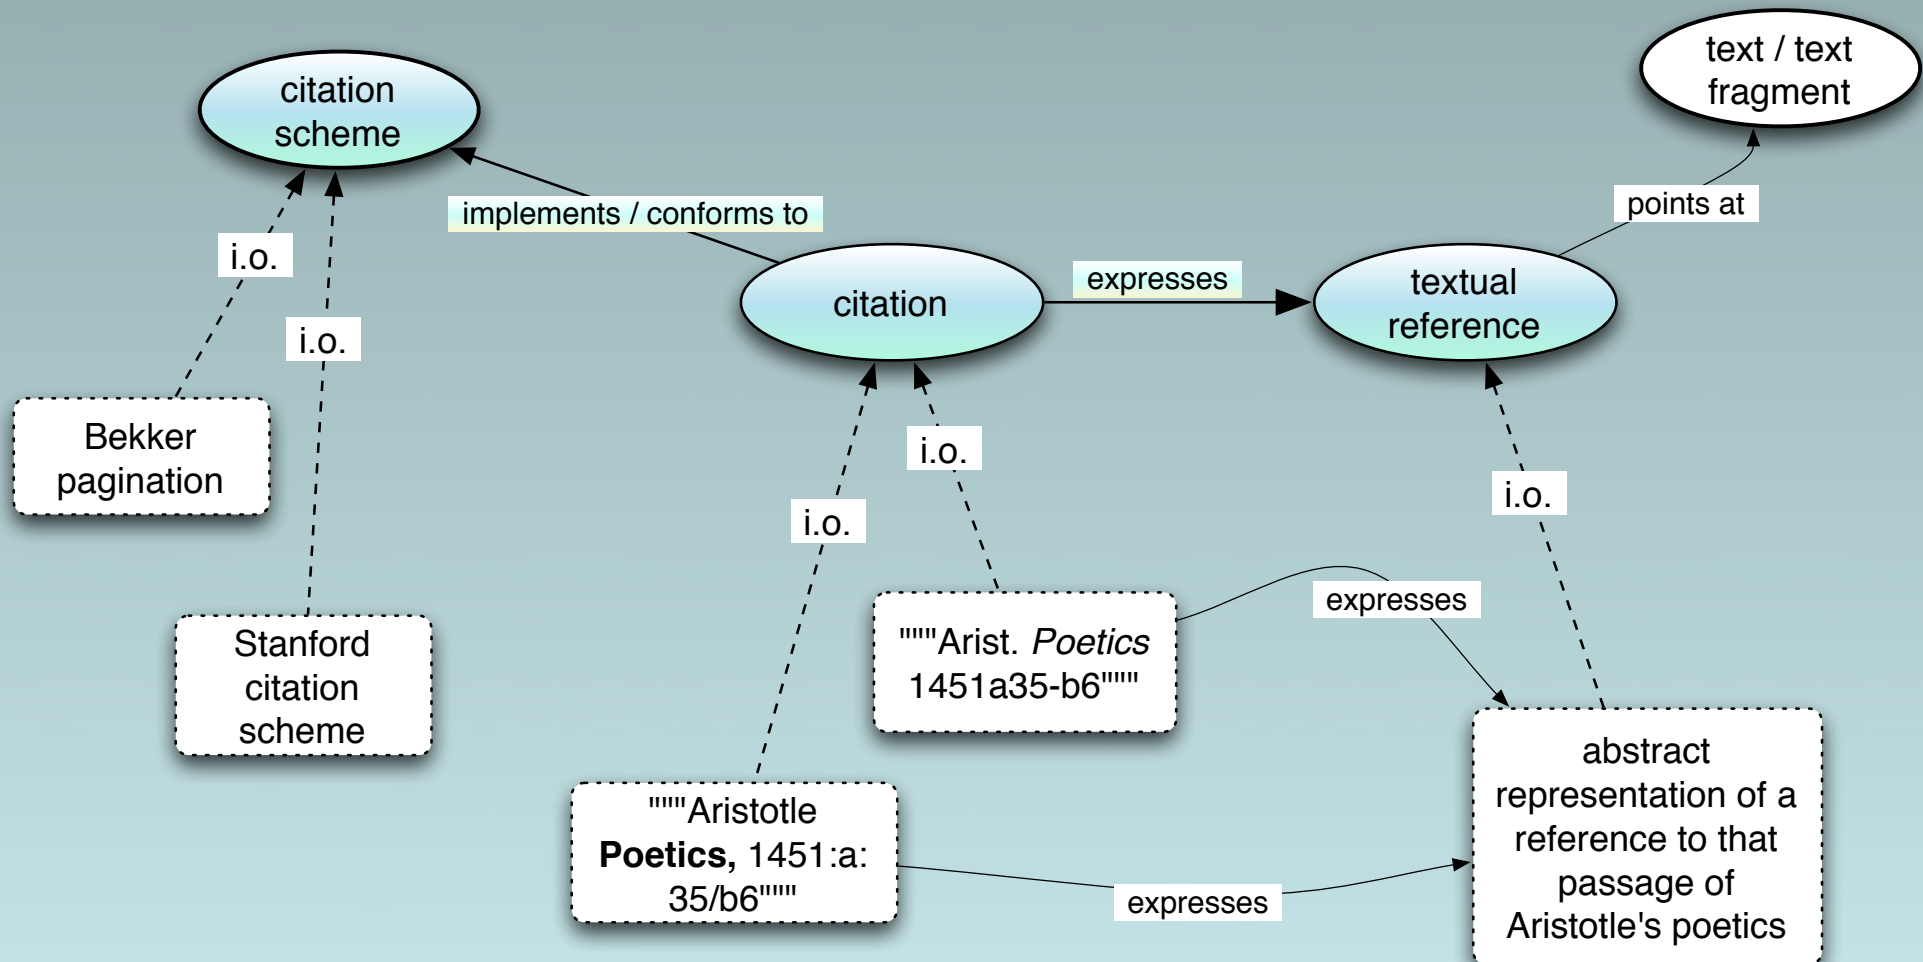 citation
scheme
text / text
fragment
implements / conforms to
points at
i.o.
i.o.
citation
expresses
textual
reference
Bekker
pagination
i.o.
i.o.
i.o.
Stanford
citation
scheme
"""Arist. Poetics
1451a35-b6"""
expresses
"""Aristotle
Poetics, 1451:a:
35/b6"""
expresses
abstract
representation of a
reference to that
passage of
Aristotle's poetics